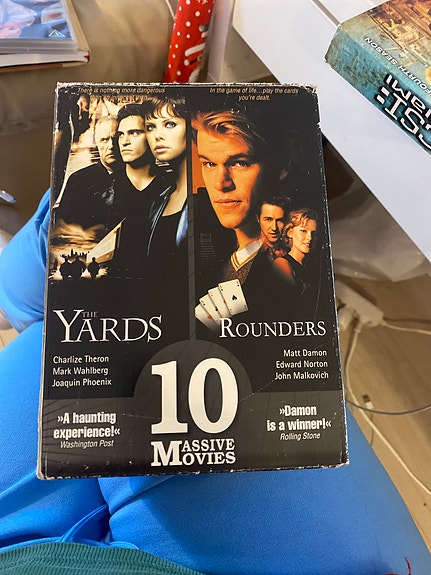 There is nothing more dangerous
In the game of life...play the cards
you're dealt.
THE
YARDS
Charlize Theron
Mark Wahlberg
Joaquin Phoenix
ROUNDERS
Matt Damon
Edward Norton
John Malkovich
10
MASSIVE
MOVIES
»A haunting
experience!«
Washington Post
»Damon
is a winner!«
Rolling Stone
SEASON